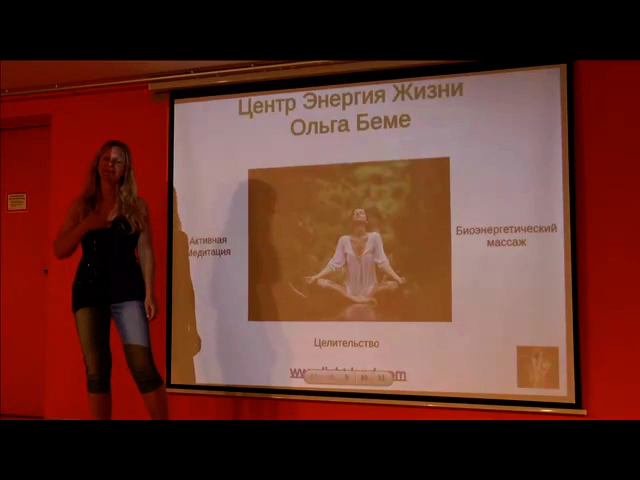 Центр Энергия Жизни
Ольга Беме
Активная
Медитация
Биоэнергетический
массаж
Целительство